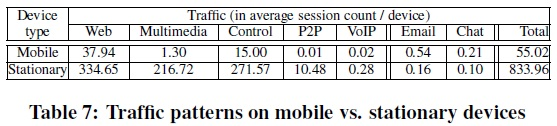 Device Traffic (in average session count / device)
type Web Multimedia Control P2P VoIP Email Chat Total
Mobile 37.94 1.30 15.00 0.01 0.02 0.54 0.21 55.02
Stationary 334.65 216.72 271.57 10.48 0.28 0.16 0.10 833.96
Table 7: Traffic patterns on mobile vs. stationary devices